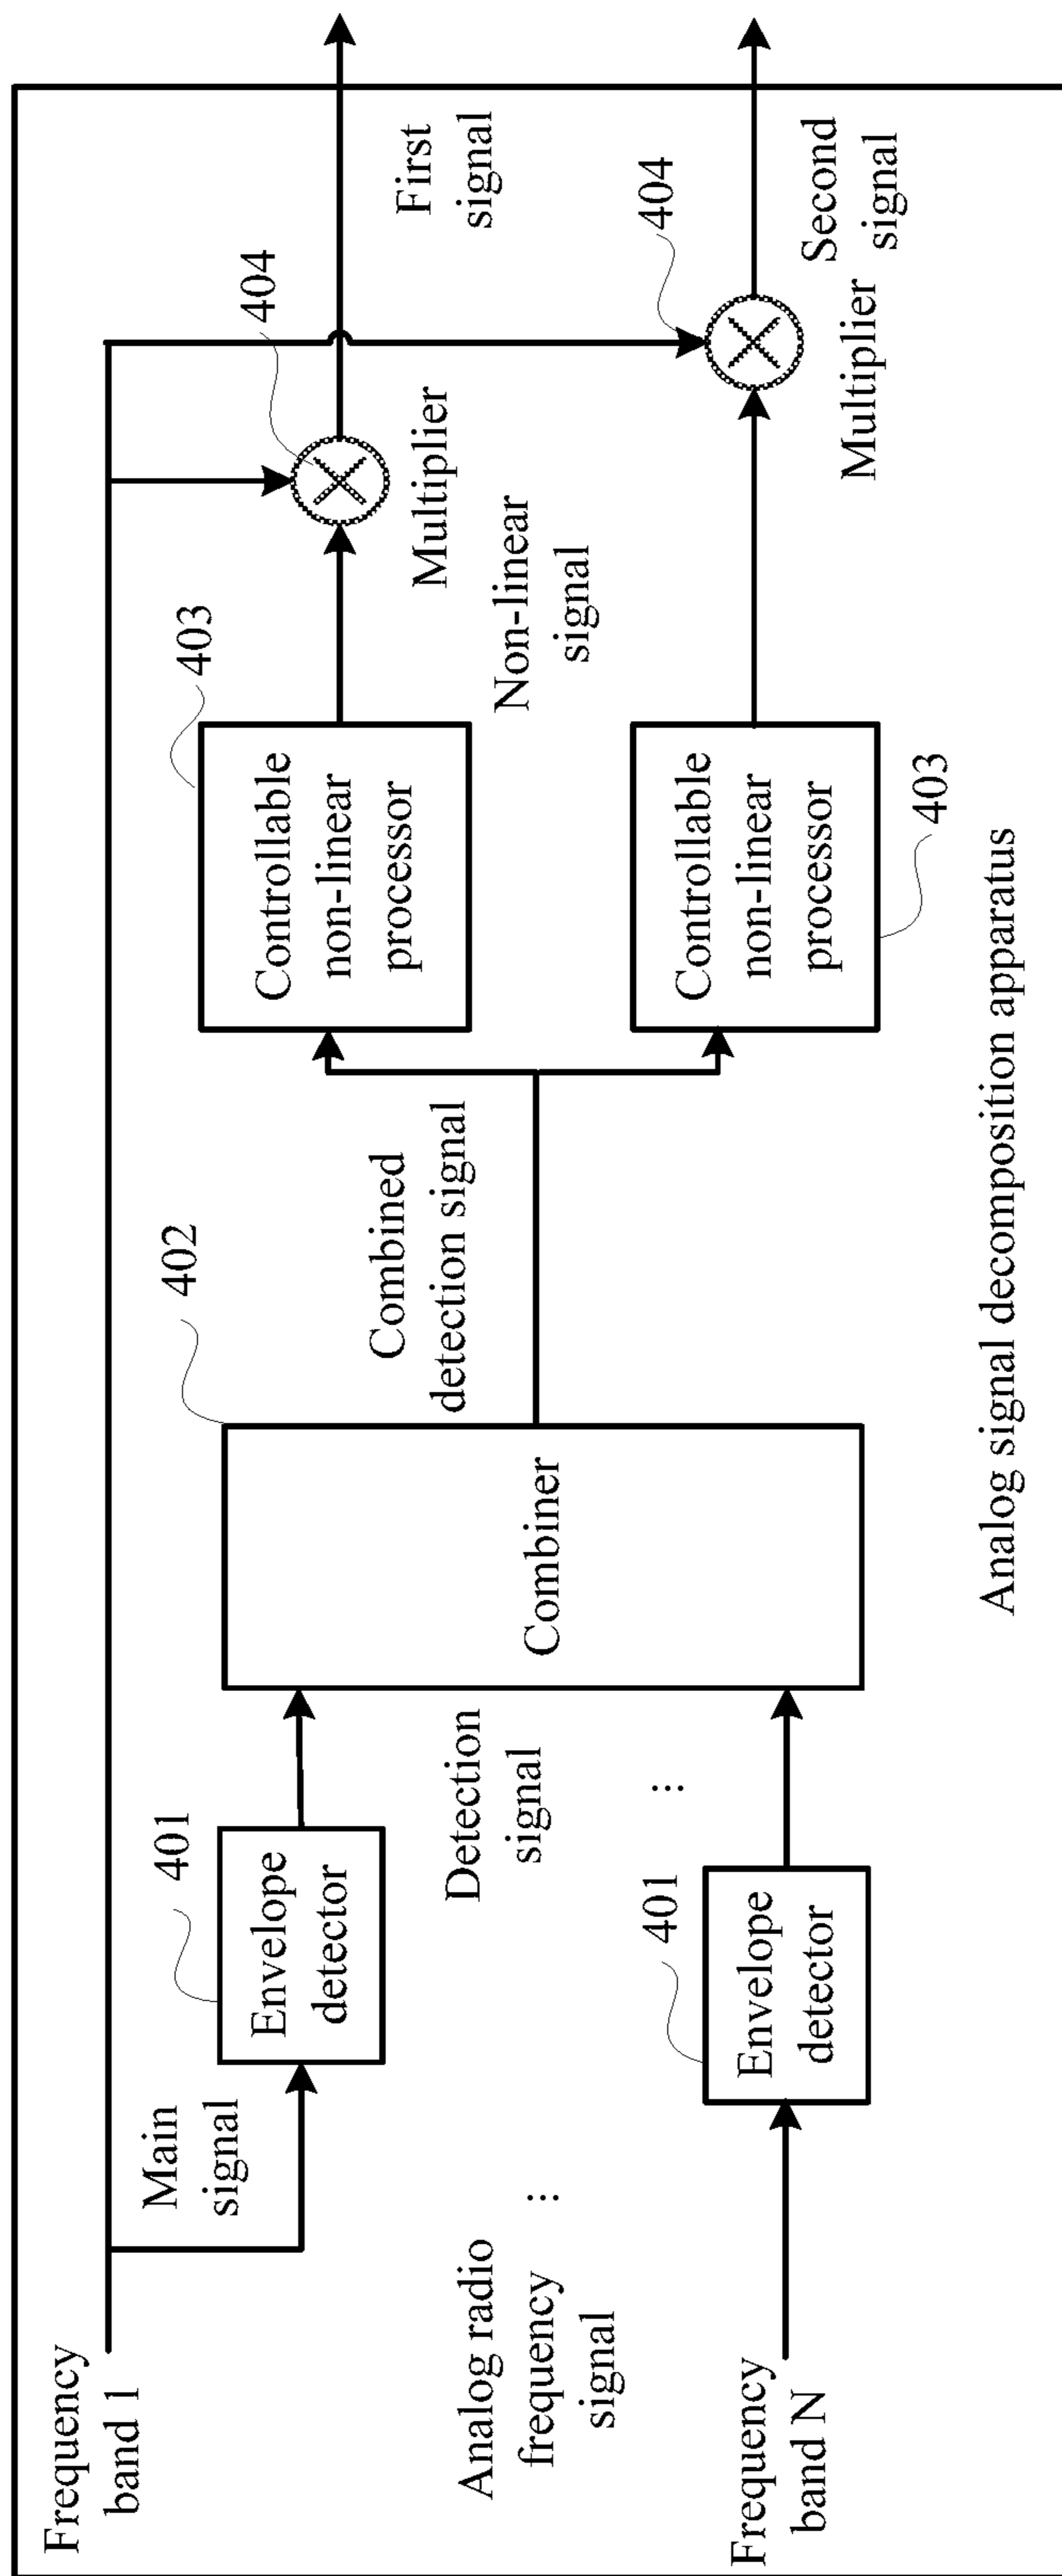 Frequency
band 1
Main
signal
401
Envelope
detector
Analog radio
frequency
signal
...
Frequency
band N
401
Envelope
detector
Detection
signal
...
402
Combiner
Combined
detection signal
403
Controllable
non-linear
processor
Controllable
non-linear
processor
403
Non-linear
signal
404
Multiplier
First
signal
404
Multiplier
Second
signal
Analog signal decomposition apparatus